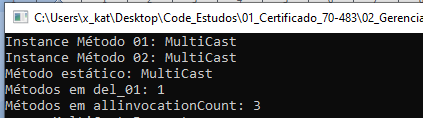 C:\Users\x_kat\Desktop\Code_Estudos\01_Certificado_70-483\02_Gerencia
Instance Método 01: MultiCast
Instance Método 02: MultiCast
Método estático: MultiCast
Métodos em del_01: 1
Métodos em allinvocationCount: 3